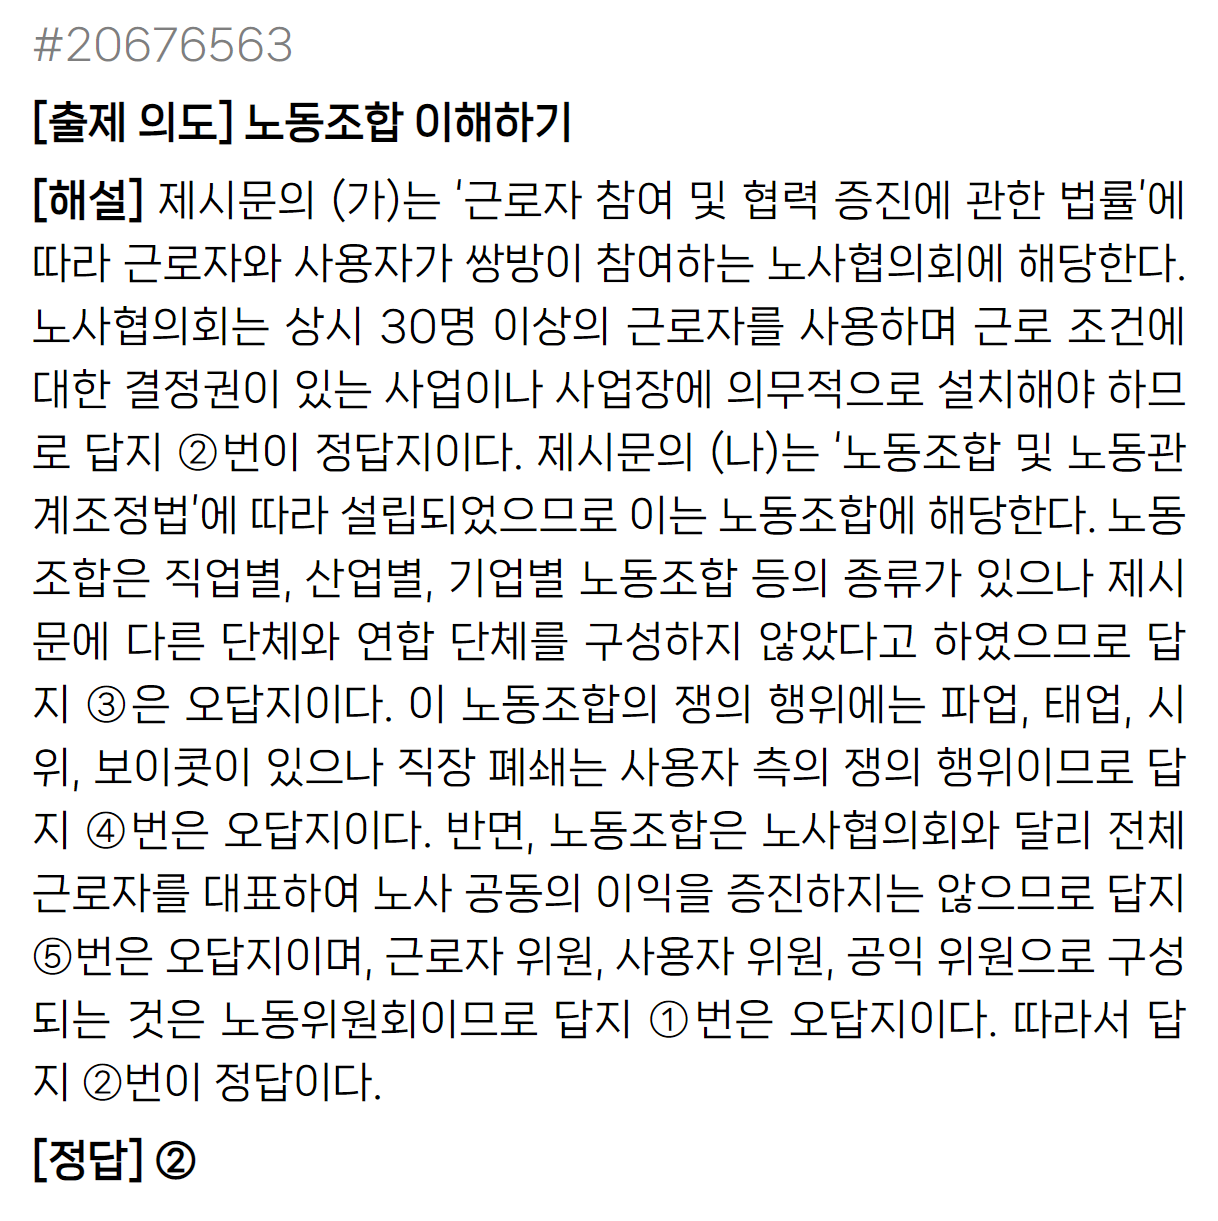 #20676563
[출제 의도] 노동조합 이해하기
[해설] 제시문의 (가)는 ‘근로자 참여 및 협력 증진에 관한 법률’에
따라 근로자와 사용자가 쌍방이 참여하는 노사협의회에 해당한다.
노사협의회는 상시 30명 이상의 근로자를 사용하며 근로 조건에
대한 결정권이 있는 사업이나 사업장에 의무적으로 설치해야 하므
로 답지 ②번이 정답지이다. 제시문의 (나)는 ‘노동조합 및 노동관
계조정법’에 따라 설립되었으므로 이는 노동조합에 해당한다. 노동
조합은 직업별, 산업별, 기업별 노동조합 등의 종류가 있으나 제시
문에 다른 단체와 연합 단체를 구성하지 않았다고 하였으므로 답
지 ③은 오답지이다. 이 노동조합의 쟁의 행위에는 파업, 태업, 시
위, 보이콧이 있으나 직장 폐쇄는 사용자 측의 쟁의 행위이므로 답
지 ④번은 오답지이다. 반면, 노동조합은 노사협의회와 달리 전체
근로자를 대표하여 노사 공동의 이익을 증진하지는 않으므로 답지
⑤번은 오답지이며, 근로자 위원, 사용자 위원, 공익 위원으로 구성
되는 것은 노동위원회이므로 답지 ①번은 오답지이다. 따라서 답
지 ②번이 정답이다.
[정답] ②